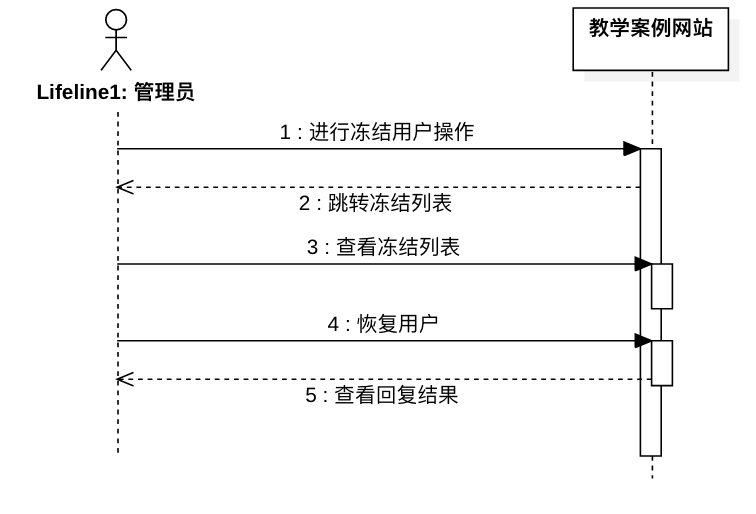 教学案例网站
Lifeline1: 管理员
1 : 进行冻结用户操作
2 : 跳转冻结列表
3 : 查看冻结列表
4 : 恢复用户
5 : 查看回复结果